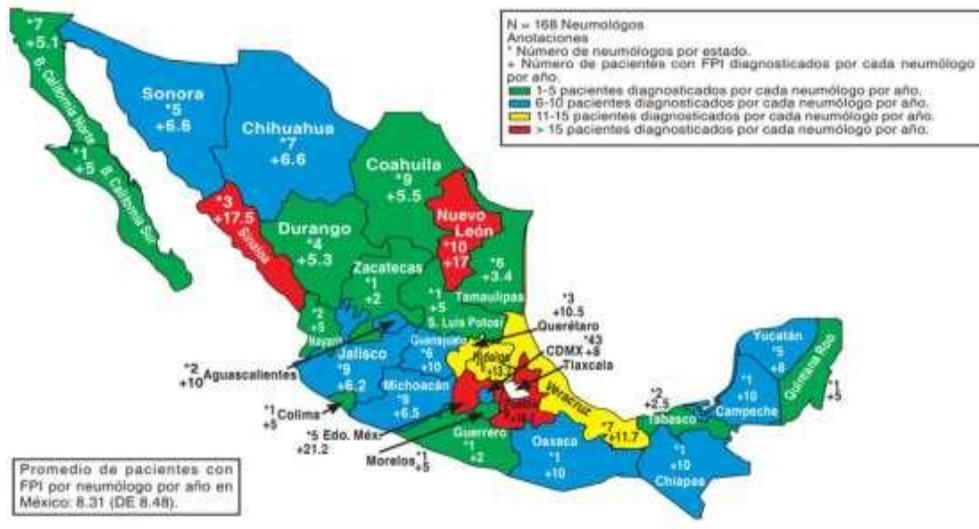 N = 168 Neumológos
Anotaciones
* Número de neumólogos por estado.
+ Número de pacientes con FPI diagnosticados por cada neumólogo por año.
1-5 pacientes diagnosticados por cada neumólogo por año.
6-10 pacientes diagnosticados por cada neumólogo por año.
11-15 pacientes diagnosticados por cada neumólogo por año.
> 15 pacientes diagnosticados por cada neumólogo por año.
*7
+5.1
B. California Norte
*1
+5
B. California Sur
Sonora
*5
+6.6
Chihuahua
*7
+6.6
Coahuila
*9
+5.5
*3
+17.5
Sinaloa
Nuevo
León
*10
+17
Durango
*4
+5.3
Zacatecas
*1
+2
*6
+3.4
Tamaulipas
*1
+5
S. Luis Potosí
*2
+5
Nayarit
*3
+10.5
Querétaro
*43
CDMX +8
Tlaxcala
Hidalgo
Guanajuato
*6
+10
Jalisco
*9
+6.2
*2
+10
Aguascalientes
Michoacán
+6.5
*1
+5
Colima
*5 Edo. Méx.
+21.2
Morelos *1
+5
Guerrero
*1
+2
Puebla
Veracruz
*7
+11.7
Oaxaca
*1
+10
*2
+2.5
Tabasco
*1
+10
Chiapas
*1
+10
Campeche
Yucatán
*5
+8
Quintana Roo
*1
+5
Promedio de pacientes con
FPI por neumólogo por año en
México: 8.31 (DE 8.48).